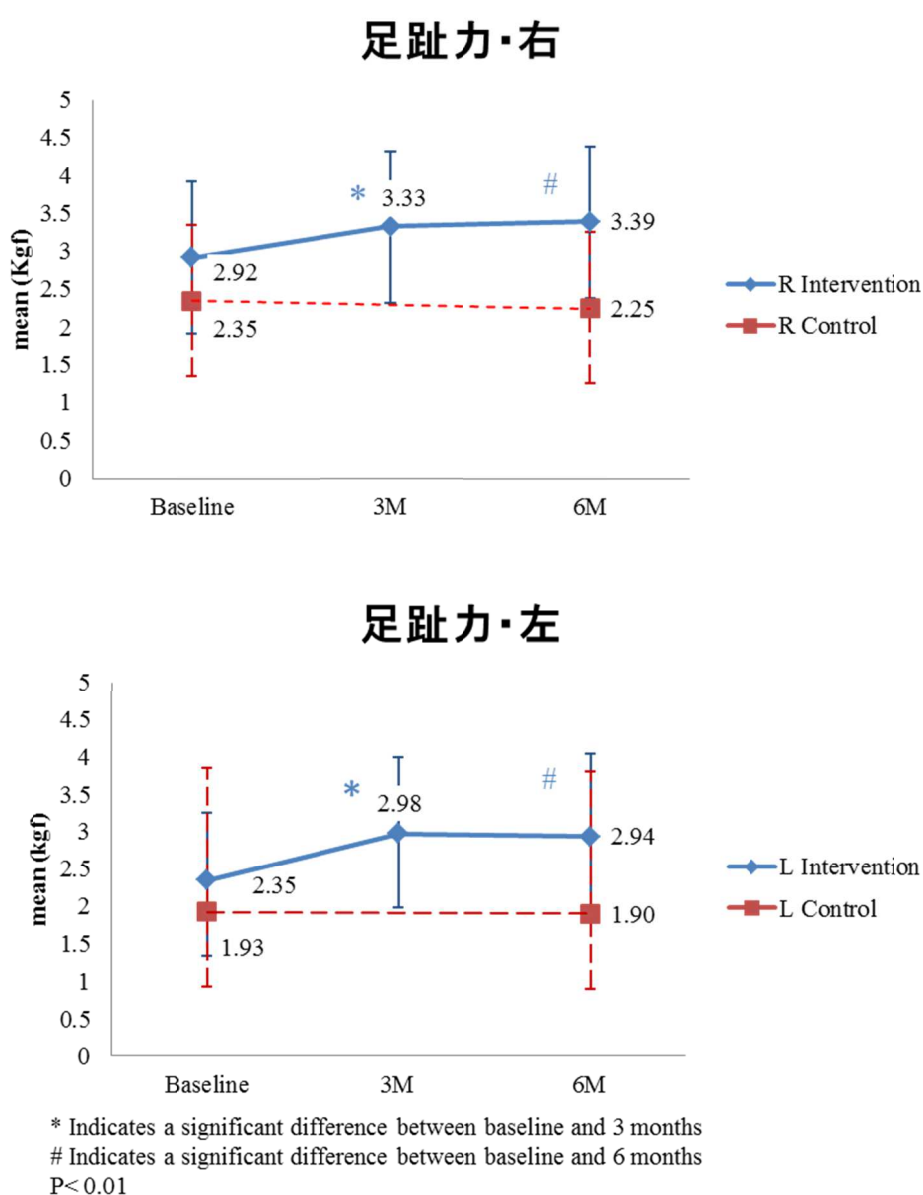 足趾力・右
5
4.5
4
3.5
3
2.5
2
1.5
1
0.5
0
mean (Kgf)
*
3.33
#
3.39
2.92
2.35
2.25
Baseline 3M 6M
R Intervention
R Control
足趾力・左
5
4.5
4
3.5
3
2.5
2
1.5
1
0.5
0
mean (kgf)
*
2.98
#
2.94
2.35
1.93
1.90
Baseline 3M 6M
L Intervention
L Control
* Indicates a significant difference between baseline and 3 months
# Indicates a significant difference between baseline and 6 months
P< 0.01